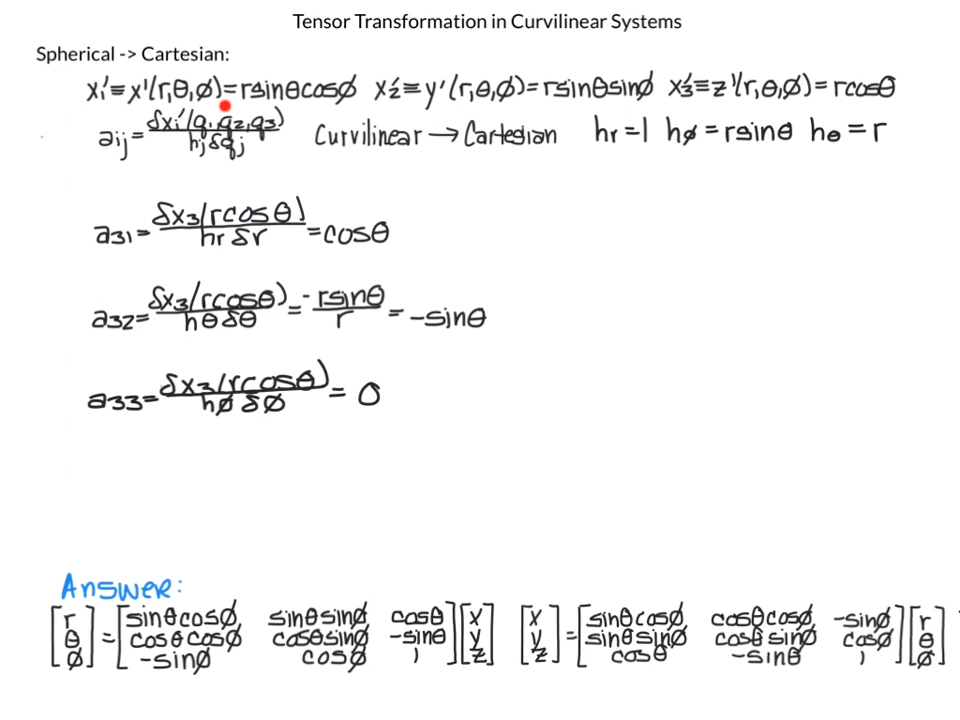 Tensor Transformation in Curvilinear Systems
Spherical -> Cartesian:
x₁'≡x'(r,θ,φ)=rsinθcosφ x₂'≡y'(r,θ,φ)=rsinθsinφ x₃'≡z'(r,θ,φ)=rcosθ
aᵢⱼ=δxᵢ'(q₁,q₂,q₃)/hⱼδqⱼ Curvilinear → Cartesian hr=1 hφ=rsinθ hθ=r
a₃₁=δx₃(rcosθ)/hrδr=cosθ
a₃₂=δx₃(rcosθ)/hθδθ=-rsinθ/r=-sinθ
a₃₃=δx₃(rcosθ)/hφδφ=0
Answer:
[r θ φ]=[sinθcosφ sinθsinφ cosθ; cosθcosφ cosθsinφ -sinθ; -sinφ cosφ 1][x y z] [x y z]=[sinθcosφ cosθcosφ -sinφ; sinθsinφ cosθsinφ cosφ; cosθ -sinθ 1][r θ φ]